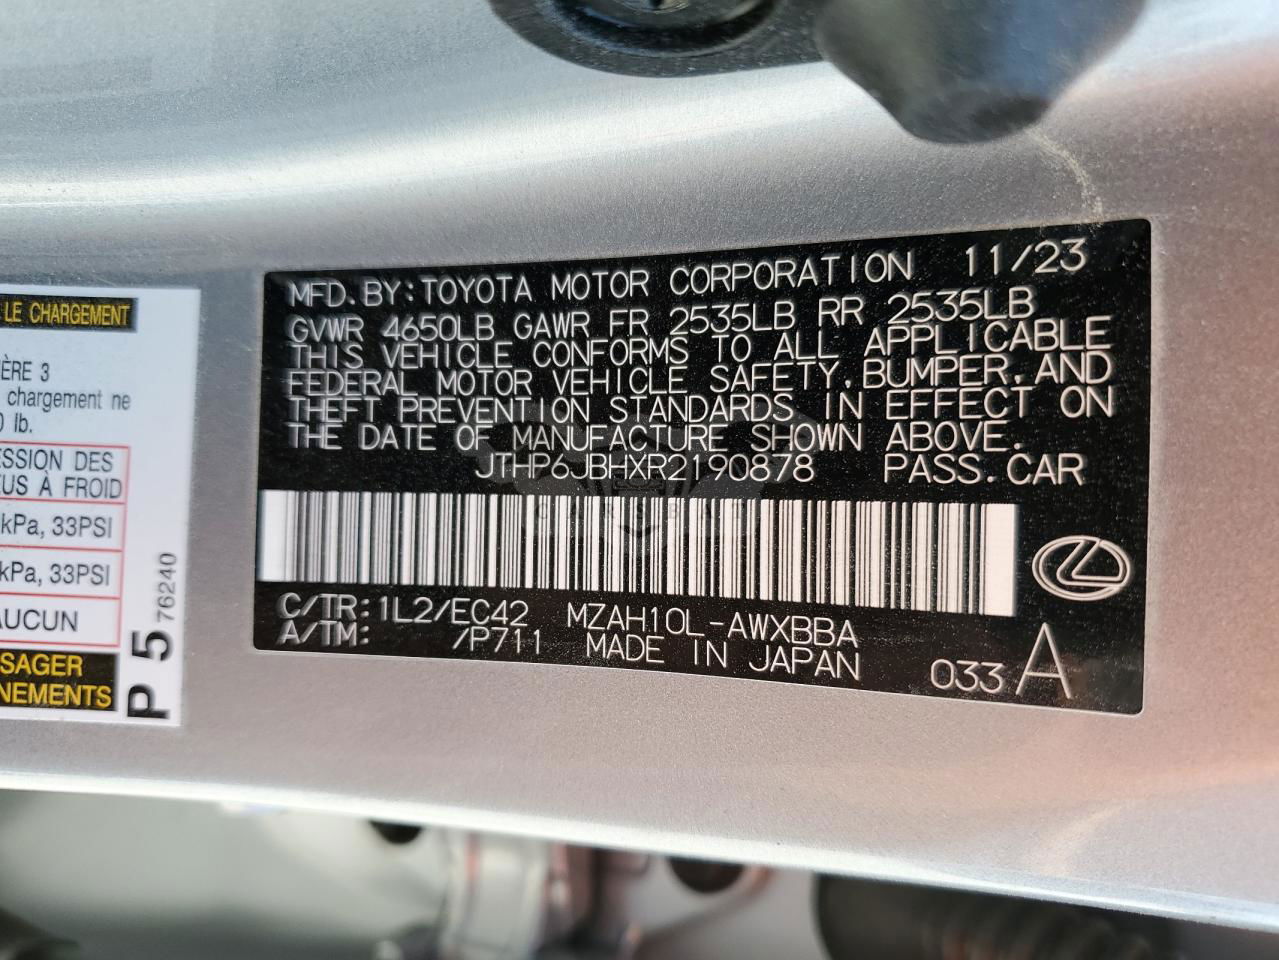 LE CHARGEMENT
ÈRE 3
chargement ne
0 lb.
ESSION DES
EUS À FROID
kPa, 33PSI
kPa, 33PSI
AUCUN
SAGER
NEMENTS
P 5 76240
MFD.BY:TOYOTA MOTOR CORPORATION 11/23
GVWR 4650LB GAWR FR 2535LB RR 2535LB
THIS VEHICLE CONFORMS TO ALL APPLICABLE
FEDERAL MOTOR VEHICLE SAFETY,BUMPER,AND
THEFT PREVENTION STANDARDS IN EFFECT ON
THE DATE OF MANUFACTURE SHOWN ABOVE.
JTHP6JBHXR2190878 PASS.CAR
C/TR:1L2/EC42 MZAH10L-AWXBBA
A/TM: /P711 MADE IN JAPAN
033 A